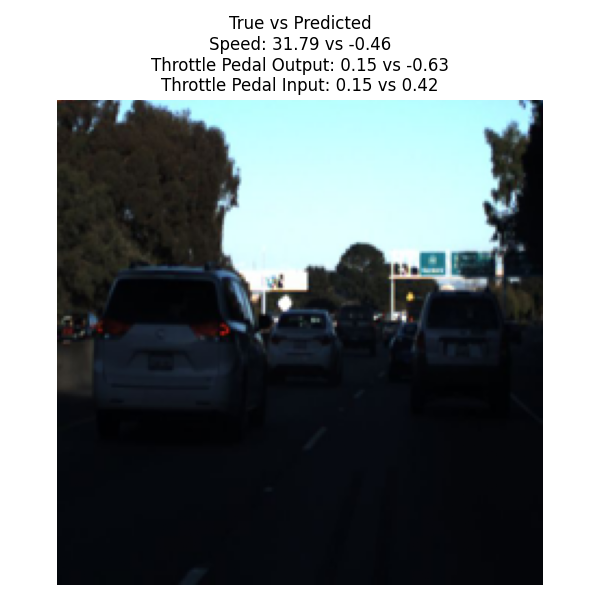 True vs Predicted
Speed: 31.79 vs -0.46
Throttle Pedal Output: 0.15 vs -0.63
Throttle Pedal Input: 0.15 vs 0.42